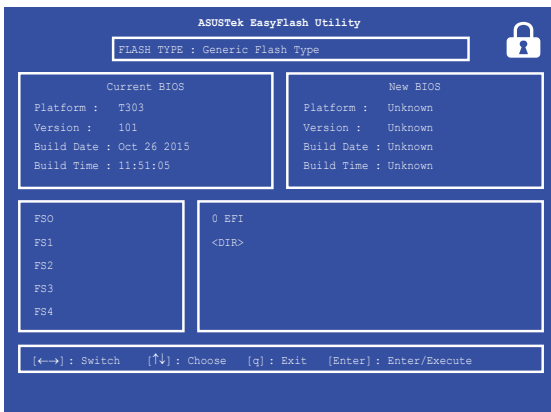 ASUSTek EasyFlash Utility
FLASH TYPE : Generic Flash Type
Current BIOS
Platform : T303
Version : 101
Build Date : Oct 26 2015
Build Time : 11:51:05
New BIOS
Platform : Unknown
Version : Unknown
Build Date : Unknown
Build Time : Unknown
FSO
FS1
FS2
FS3
FS4
0 EFI
<DIR>
[←→] : Switch [↑↓] : Choose [q] : Exit [Enter] : Enter/Execute